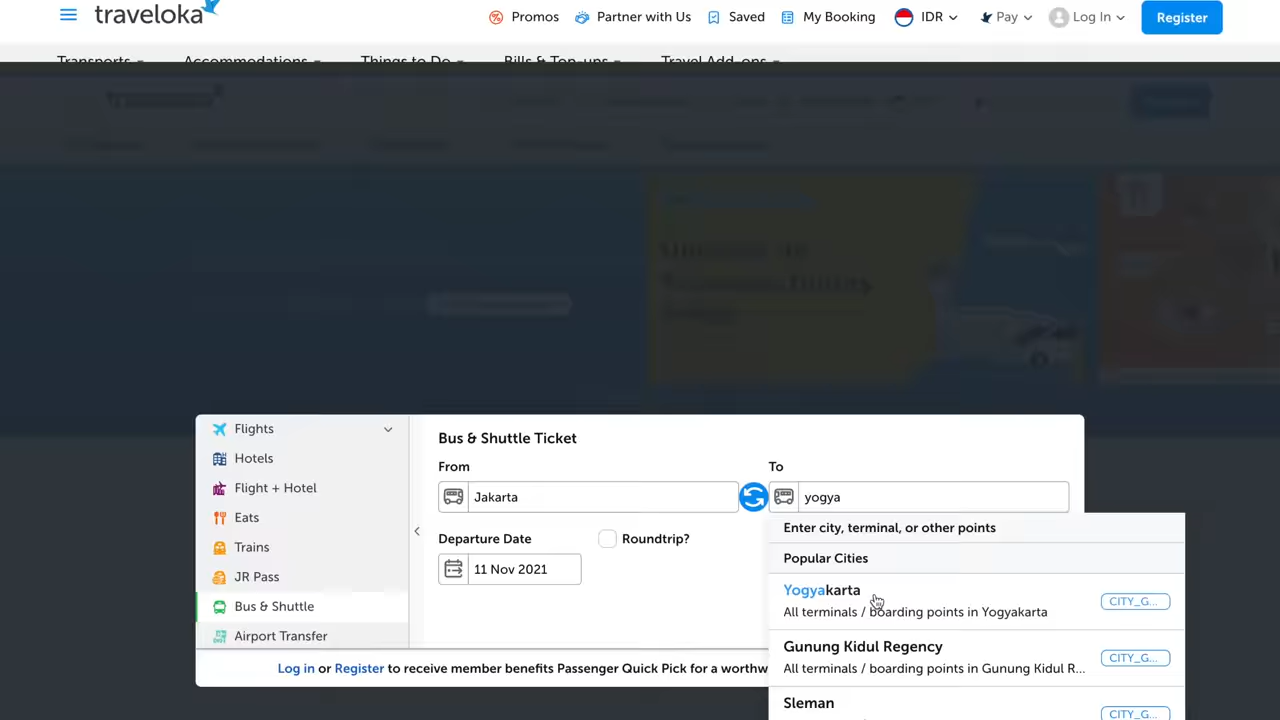 traveloka
Promos Partner with Us Saved My Booking IDR Pay Log In Register
Transports Accommodations Things to Do Bills & Top-ups Travel Add-ons
Flights
Hotels
Flight + Hotel
Eats
Trains
JR Pass
Bus & Shuttle
Airport Transfer
Bus & Shuttle Ticket
From To
Jakarta yogya
Departure Date Roundtrip?
11 Nov 2021
Enter city, terminal, or other points
Popular Cities
Yogyakarta
All terminals / boarding points in Yogyakarta
CITY_G...
Gunung Kidul Regency
All terminals / boarding points in Gunung Kidul R...
CITY_G...
Sleman
CITY_G...
Log in or Register to receive member benefits Passenger Quick Pick for a worthw